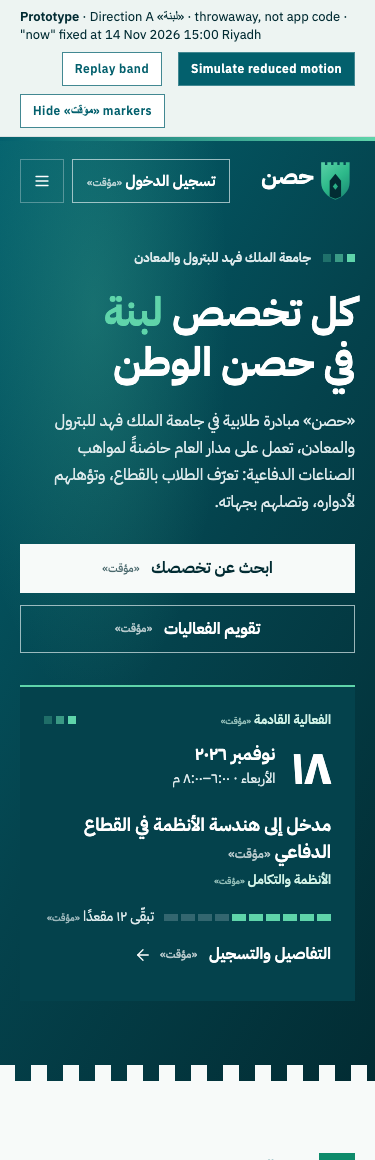 Prototype · Direction A «لبنة» · throwaway, not app code ·
"now" fixed at 14 Nov 2026 15:00 Riyadh
Replay band
Simulate reduced motion
Hide «مؤقت» markers
حصن
تسجيل الدخول «مؤقت»
جامعة الملك فهد للبترول والمعادن
كل تخصص لبنة
في حصن الوطن
«حصن» مبادرة طلابية في جامعة الملك فهد للبترول
والمعادن، تعمل على مدار العام حاضنةً لمواهب
الصناعات الدفاعية: تعرّف الطلاب بالقطاع، وتؤهلهم
لأدواره، وتصلهم بجهاته.
ابحث عن تخصصك «مؤقت»
تقويم الفعاليات «مؤقت»
الفعالية القادمة «مؤقت»
١٨
نوفمبر ٢٠٢٦
الأربعاء · ٦:٠٠–٨:٠٠ م
مدخل إلى هندسة الأنظمة في القطاع
الدفاعي «مؤقت»
الأنظمة والتكامل «مؤقت»
تبقّى ١٢ مقعدًا «مؤقت»
التفاصيل والتسجيل «مؤقت»